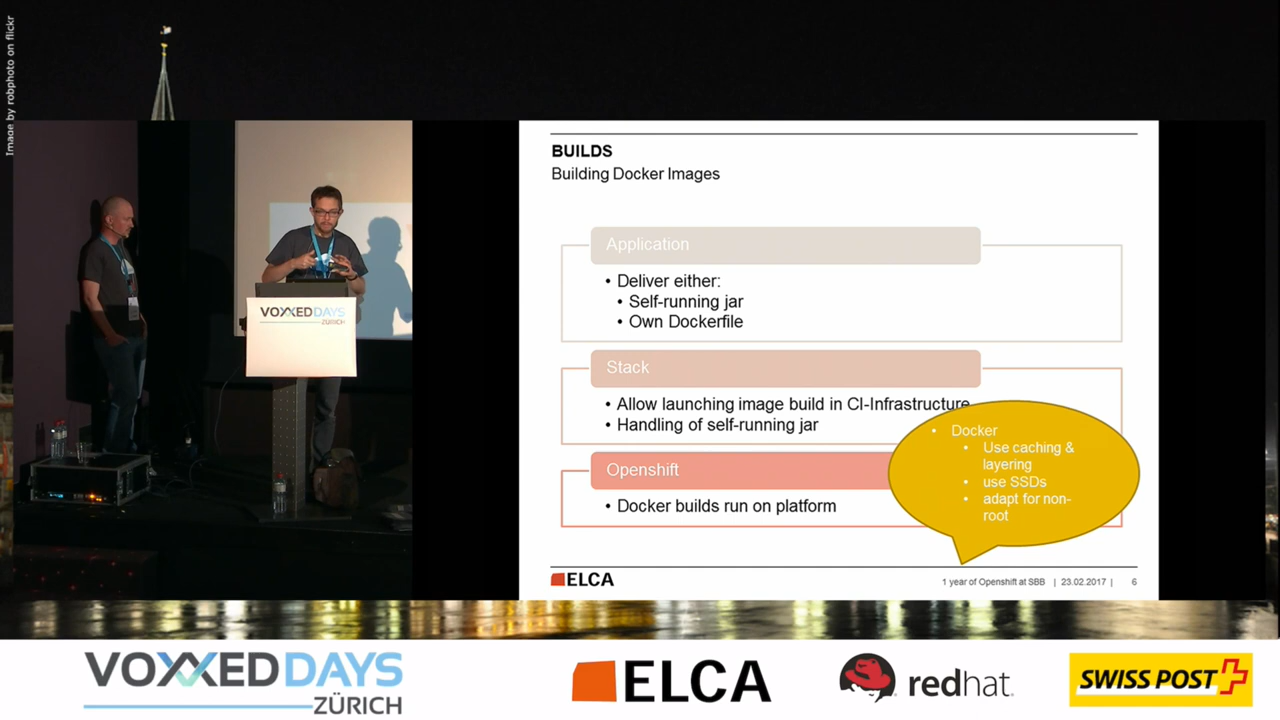 Image by robphoto on flickr
BUILDS
Building Docker Images
Application
• Deliver either:
• Self-running jar
• Own Dockerfile
Stack
• Allow launching image build in CI-Infrastructure
• Handling of self-running jar
Openshift
• Docker builds run on platform
• Docker
• Use caching &
layering
• use SSDs
• adapt for non-
root
ELCA
1 year of Openshift at SBB | 23.02.2017 | 6
VOXXED DAYS
ZÜRICH
VOXXED DAYS
ZÜRICH
ELCA
redhat.
SWISS POST